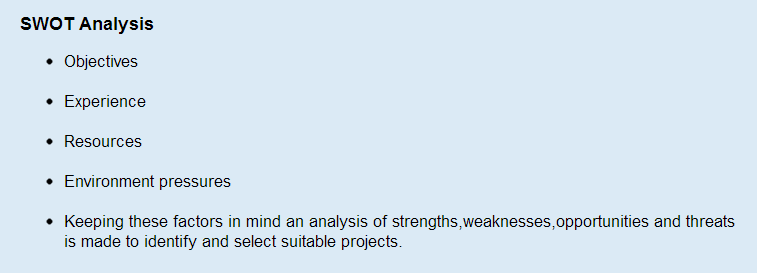 SWOT Analysis
Objectives
Experience
Resources
Environment pressures
Keeping these factors in mind an analysis of strengths,weaknesses,opportunities and threats
is made to identify and select suitable projects.